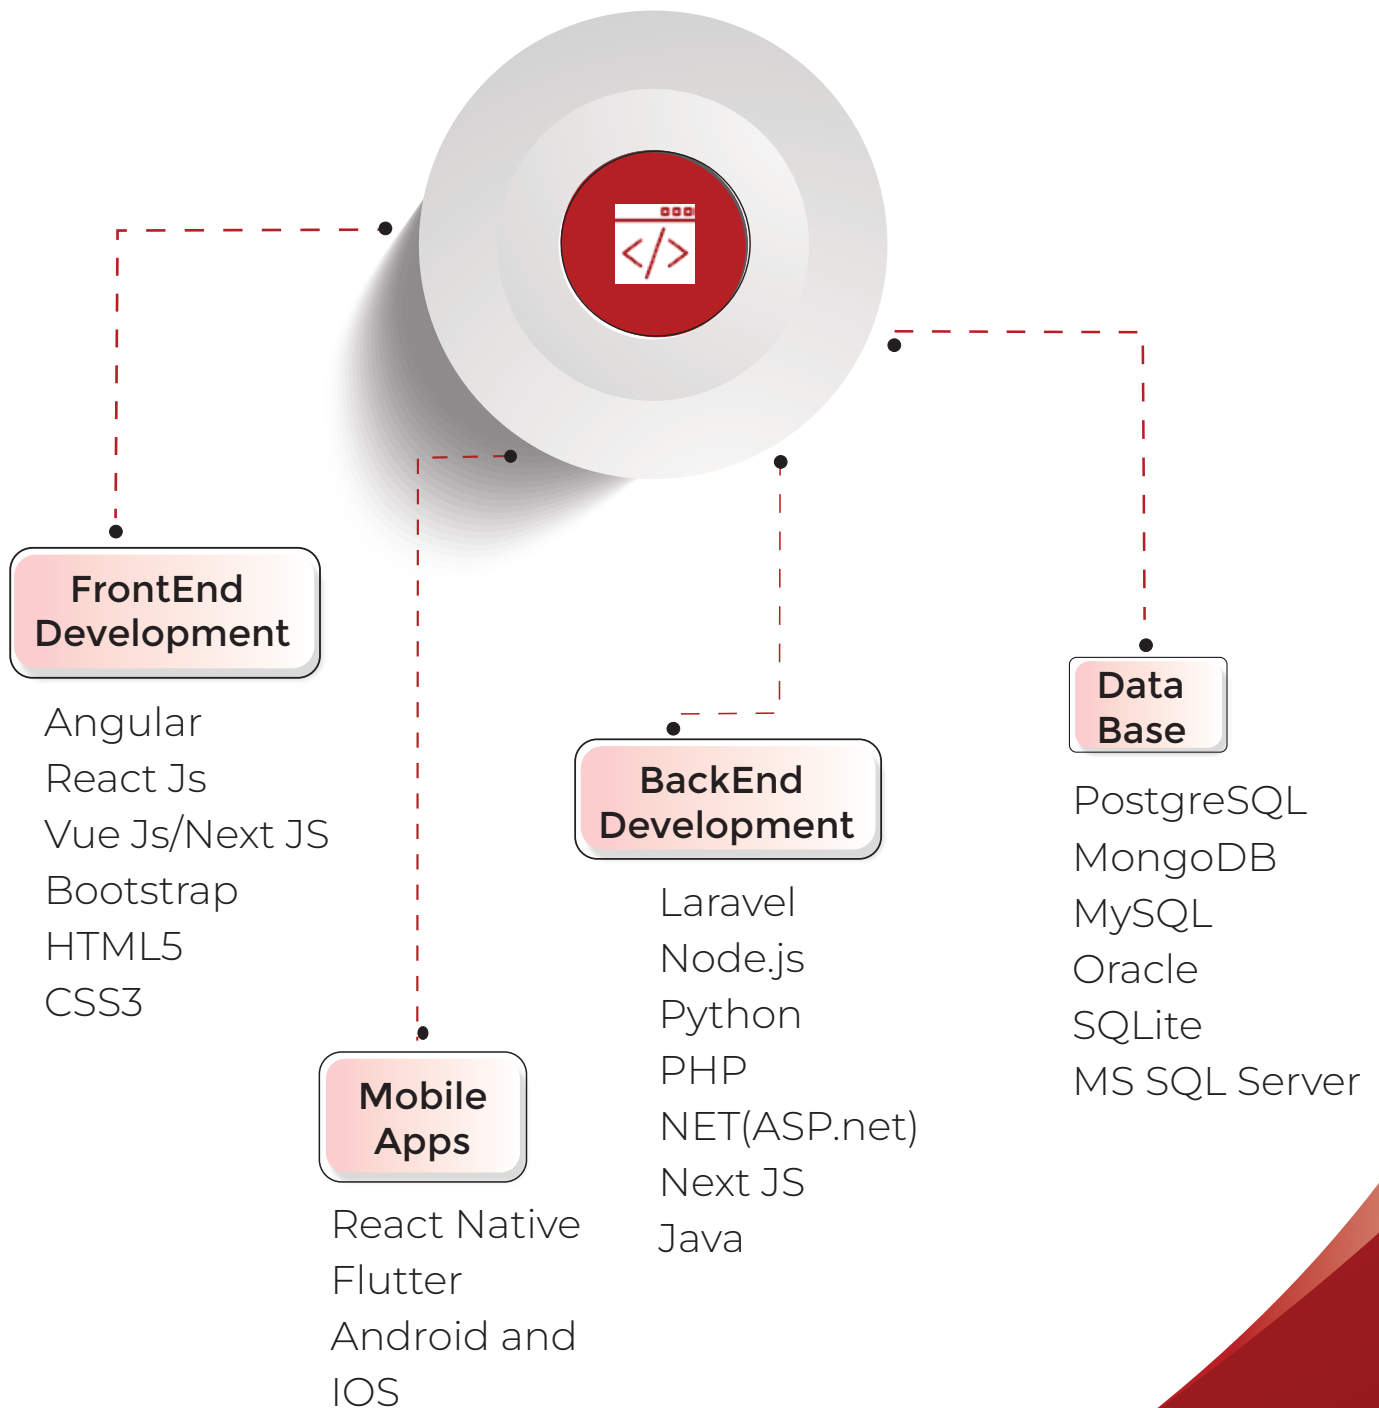 </>
FrontEnd
Development
Angular
React Js
Vue Js/Next JS
Bootstrap
HTML5
CSS3
Mobile
Apps
React Native
Flutter
Android and
IOS
BackEnd
Development
Laravel
Node.js
Python
PHP
NET(ASP.net)
Next JS
Java
Data
Base
PostgreSQL
MongoDB
MySQL
Oracle
SQLite
MS SQL Server